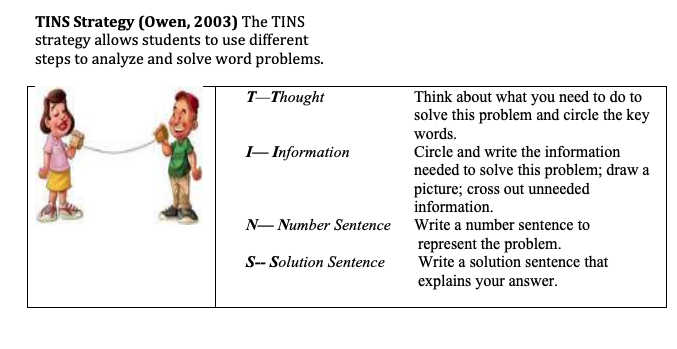 TINS Strategy (Owen, 2003) The TINS
strategy allows students to use different
steps to analyze and solve word problems.
T—Thought Think about what you need to do to
solve this problem and circle the key
words.
I— Information Circle and write the information
needed to solve this problem; draw a
picture; cross out unneeded
information.
N— Number Sentence Write a number sentence to
represent the problem.
S-- Solution Sentence Write a solution sentence that
explains your answer.